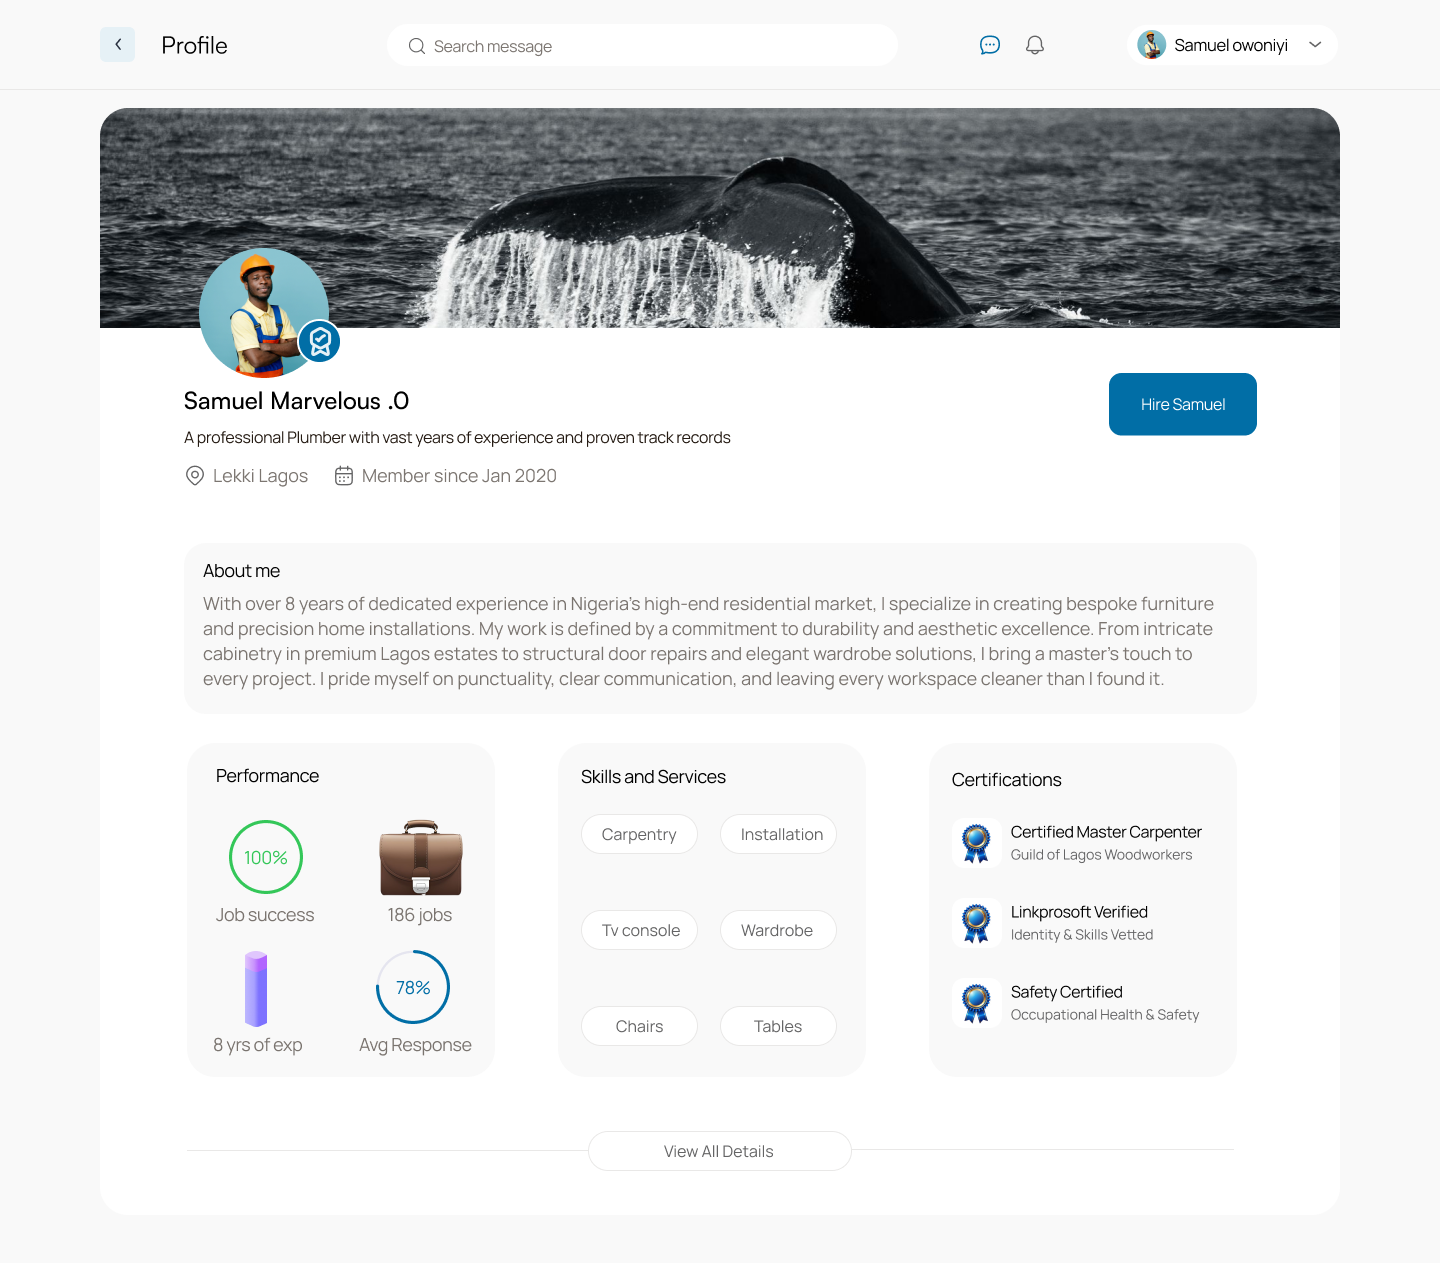 Profile
Search message
Samuel owoniyi
Samuel Marvelous .O
Hire Samuel
A professional Plumber with vast years of experience and proven track records
Lekki Lagos
Member since Jan 2020
About me
With over 8 years of dedicated experience in Nigeria's high-end residential market, I specialize in creating bespoke furniture
and precision home installations. My work is defined by a commitment to durability and aesthetic excellence. From intricate
cabinetry in premium Lagos estates to structural door repairs and elegant wardrobe solutions, I bring a master's touch to
every project. I pride myself on punctuality, clear communication, and leaving every workspace cleaner than I found it.
Performance
100%
Job success
186 jobs
8 yrs of exp
78%
Avg Response
Skills and Services
Carpentry
Installation
Tv console
Wardrobe
Chairs
Tables
Certifications
Certified Master Carpenter
Guild of Lagos Woodworkers
Linkprosoft Verified
Identity & Skills Vetted
Safety Certified
Occupational Health & Safety
View All Details